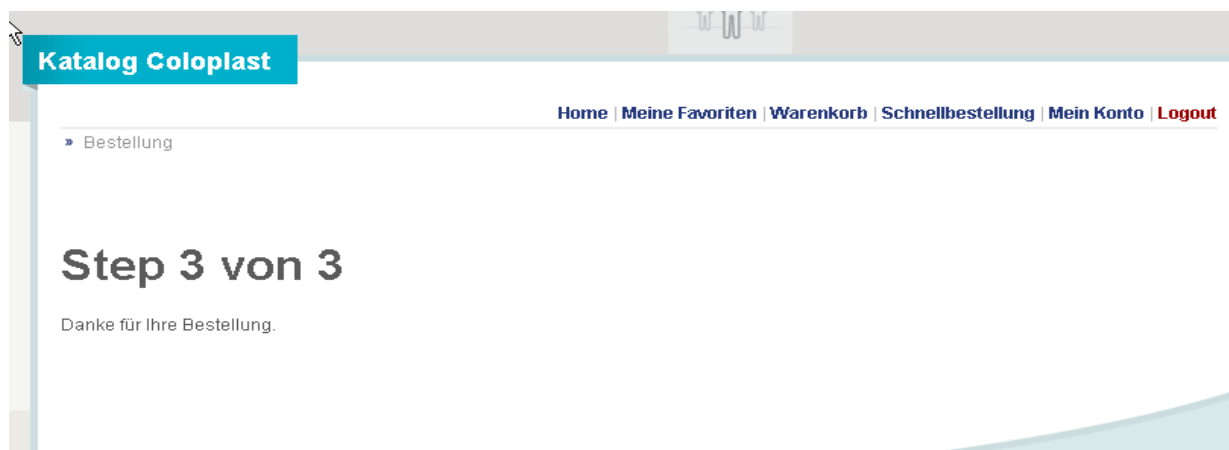 Katalog Coloplast
Home | Meine Favoriten | Warenkorb | Schnellbestellung | Mein Konto | Logout
» Bestellung
Step 3 von 3
Danke für Ihre Bestellung.